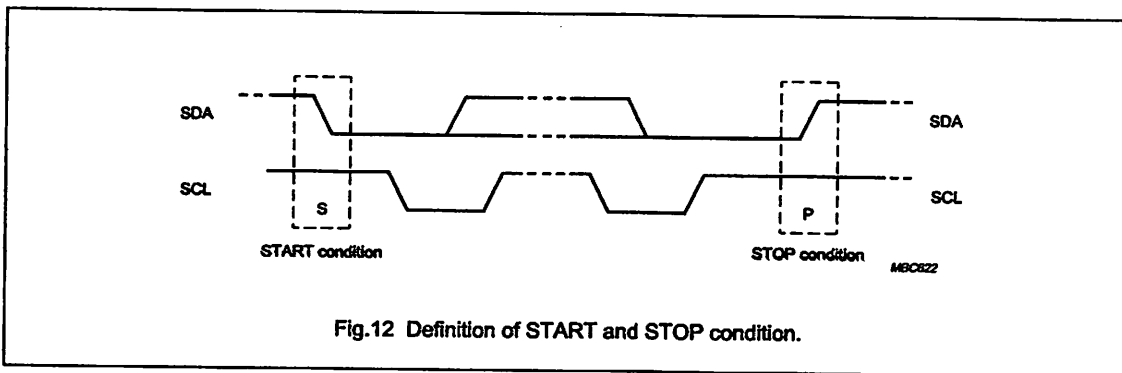 SDA
SDA
SCL
SCL
S
P
START condition
STOP condition
MBC622
Fig.12 Definition of START and STOP condition.